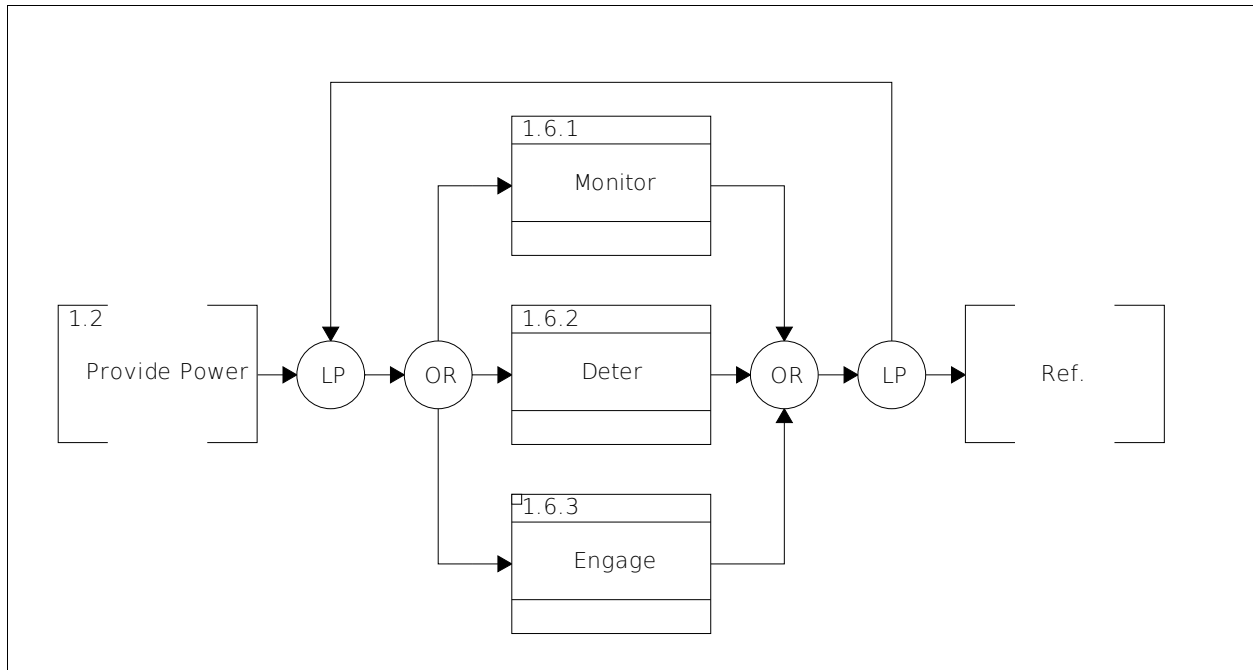 1.6.1
Monitor
1.2
Provide Power
LP
OR
1.6.2
Deter
OR
LP
Ref.
1.6.3
Engage